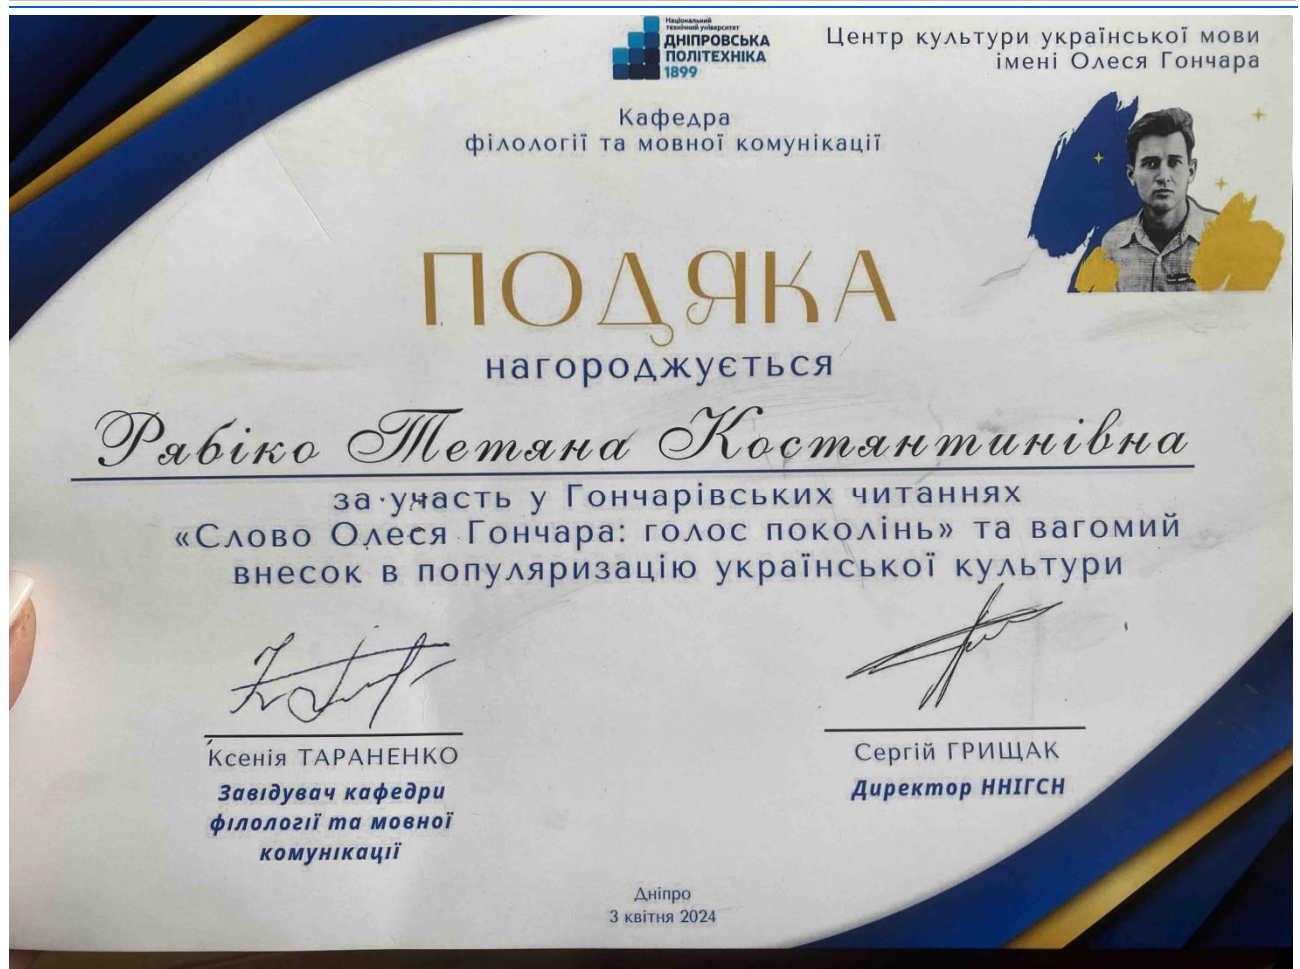 Національний
технічний університет
ДНІПРОВСЬКА
ПОЛІТЕХНІКА
1899
Центр культури української мови
імені Олеся Гончара
Кафедра
філології та мовної комунікації
ПОДЯКА
нагороджується
Рябіко Тетяна Костянтинівна
за участь у Гончарівських читаннях
«Слово Олеся Гончара: голос поколінь» та вагомий
внесок в популяризацію української культури
Ксенія ТАРАНЕНКО
Завідувач кафедри
філології та мовної
комунікації
Сергій ГРИЩАК
Директор ННІГСН
Дніпро
3 квітня 2024